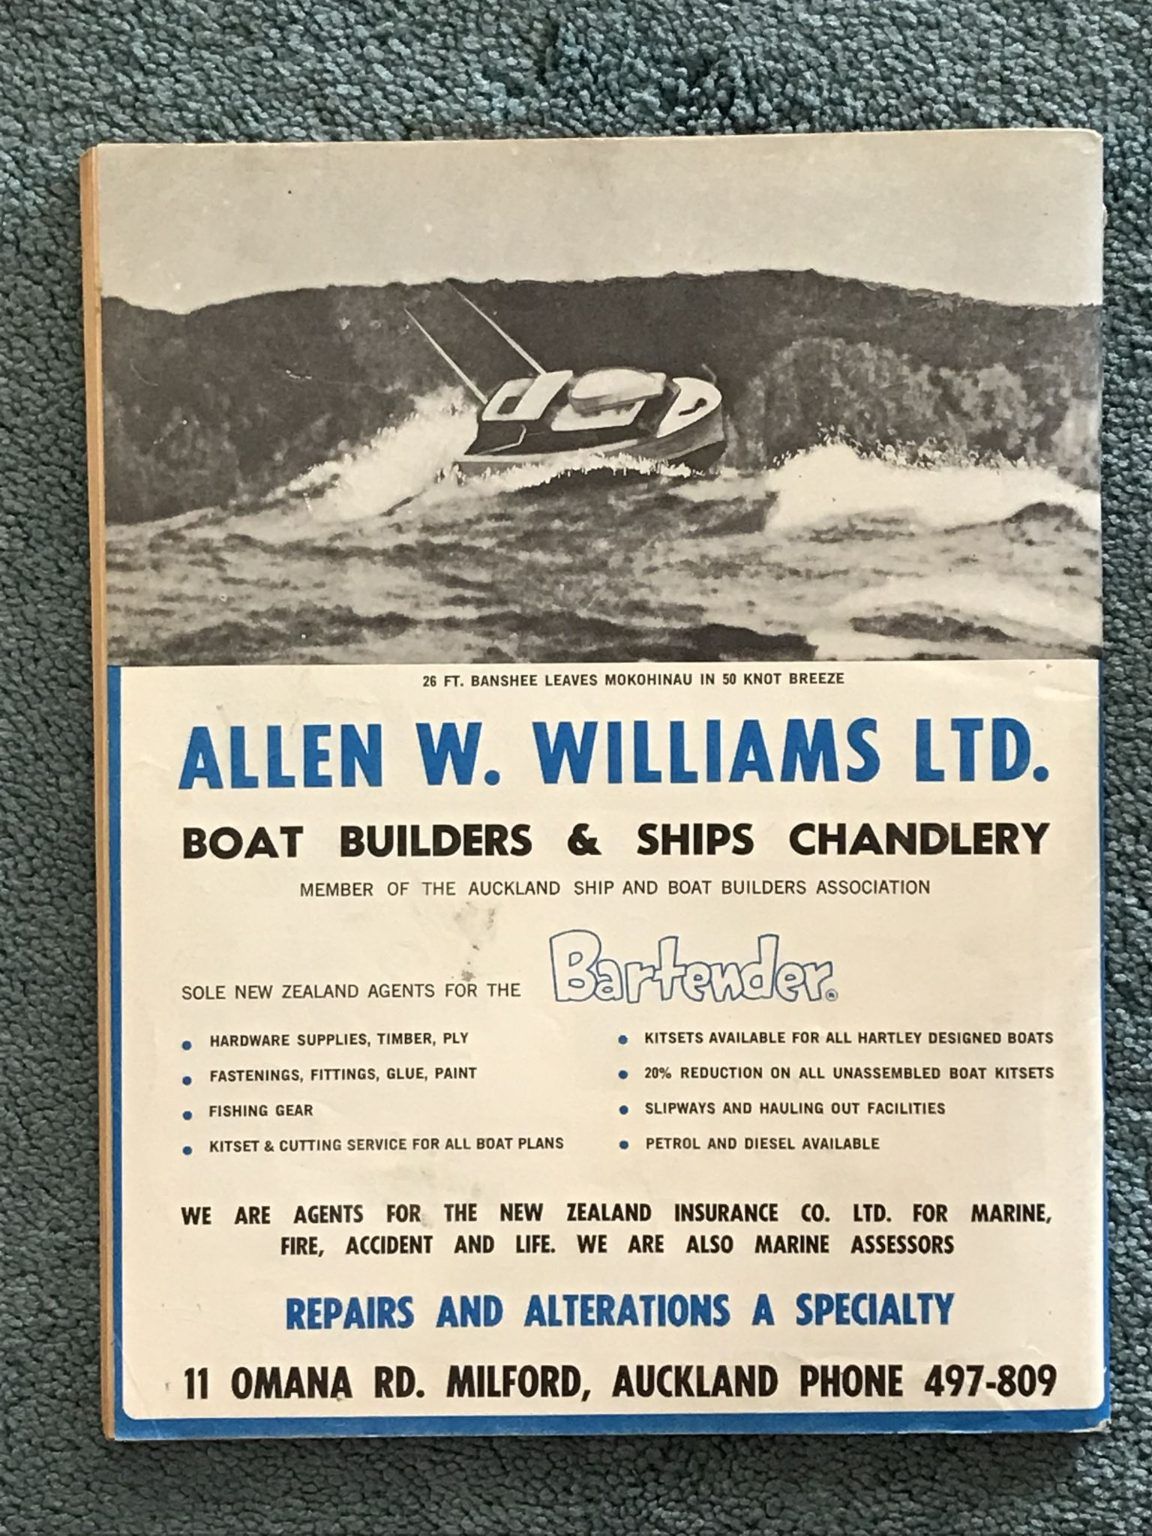 26 FT. BANSHEE LEAVES MOKOHINAU IN 50 KNOT BREEZE
ALLEN W. WILLIAMS LTD.
BOAT BUILDERS & SHIPS CHANDLERY
MEMBER OF THE AUCKLAND SHIP AND BOAT BUILDERS ASSOCIATION
SOLE NEW ZEALAND AGENTS FOR THE Bartender®
• HARDWARE SUPPLIES, TIMBER, PLY
• FASTENINGS, FITTINGS, GLUE, PAINT
• FISHING GEAR
• KITSET & CUTTING SERVICE FOR ALL BOAT PLANS
• KITSETS AVAILABLE FOR ALL HARTLEY DESIGNED BOATS
• 20% REDUCTION ON ALL UNASSEMBLED BOAT KITSETS
• SLIPWAYS AND HAULING OUT FACILITIES
• PETROL AND DIESEL AVAILABLE
WE ARE AGENTS FOR THE NEW ZEALAND INSURANCE CO. LTD. FOR MARINE,
FIRE, ACCIDENT AND LIFE. WE ARE ALSO MARINE ASSESSORS
REPAIRS AND ALTERATIONS A SPECIALTY
11 OMANA RD. MILFORD, AUCKLAND PHONE 497-809